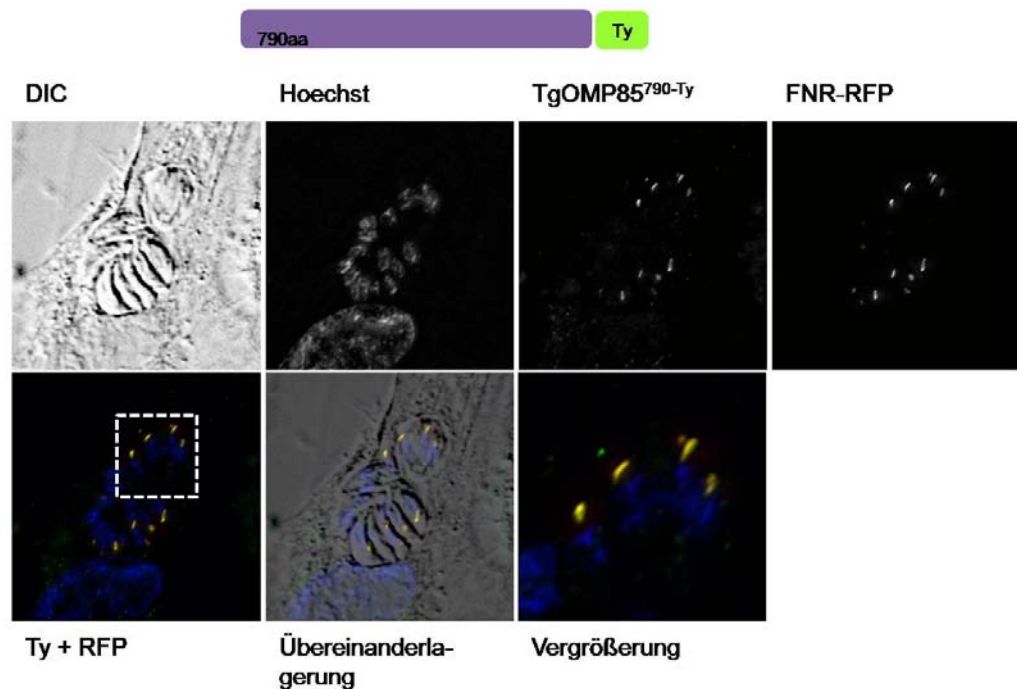 790aa
Ty
DIC Hoechst TgOMP85790-Ty FNR-RFP
Ty + RFP Übereinanderla- Vergrößerung
gerung